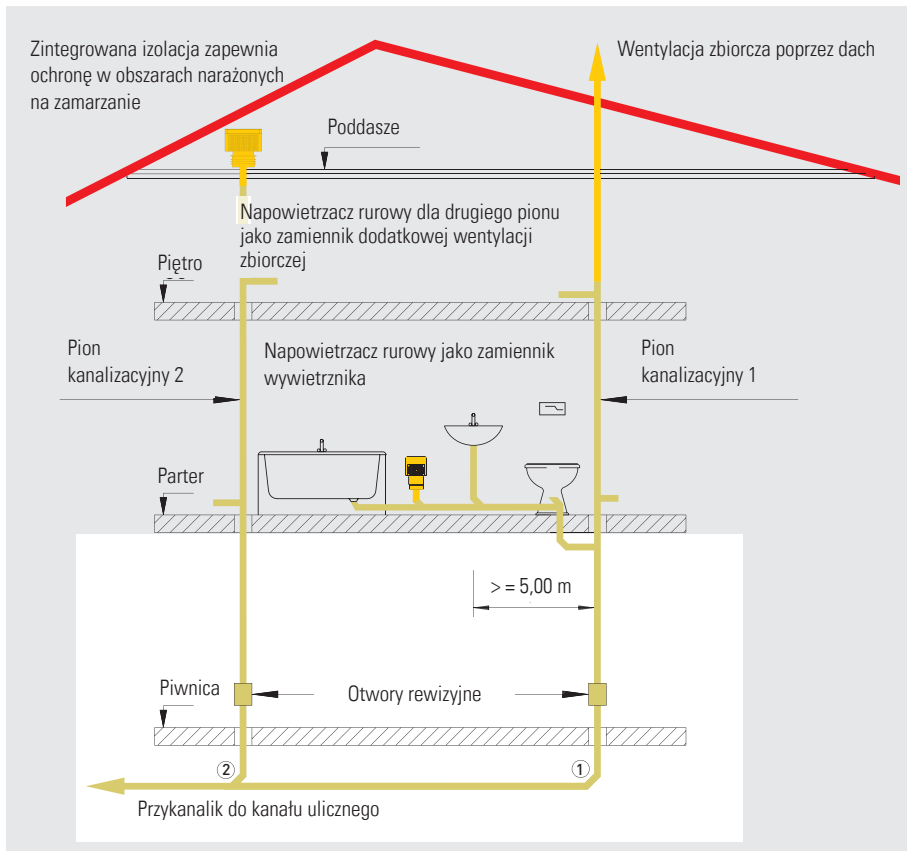 Zintegrowana izolacja zapewnia
ochronę w obszarach narażonych
na zamarzanie
Wentylacja zbiorcza poprzez dach
Poddasze
Napowietrzacz rurowy dla drugiego pionu
jako zamiennik dodatkowej wentylacji
zbiorczej
Piętro
Pion
kanalizacyjny 2
Napowietrzacz rurowy jako zamiennik
wywietrznika
Pion
kanalizacyjny 1
Parter
> = 5,00 m
Piwnica
Otwory rewizyjne
2
1
Przykanalik do kanału ulicznego